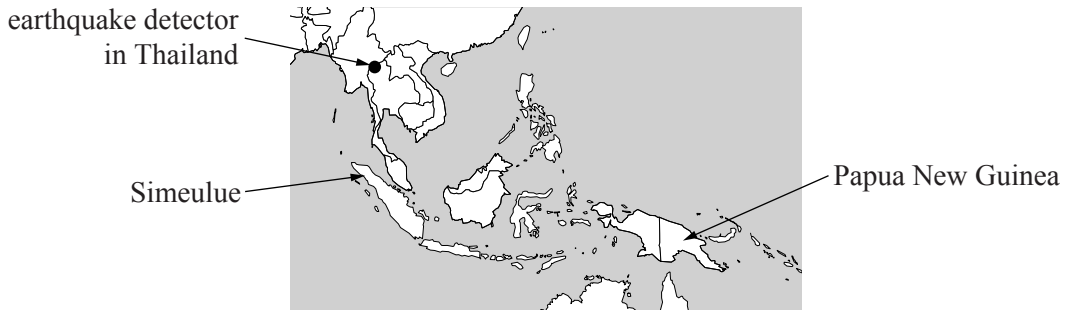 earthquake detector
in Thailand
Simeulue
Papua New Guinea